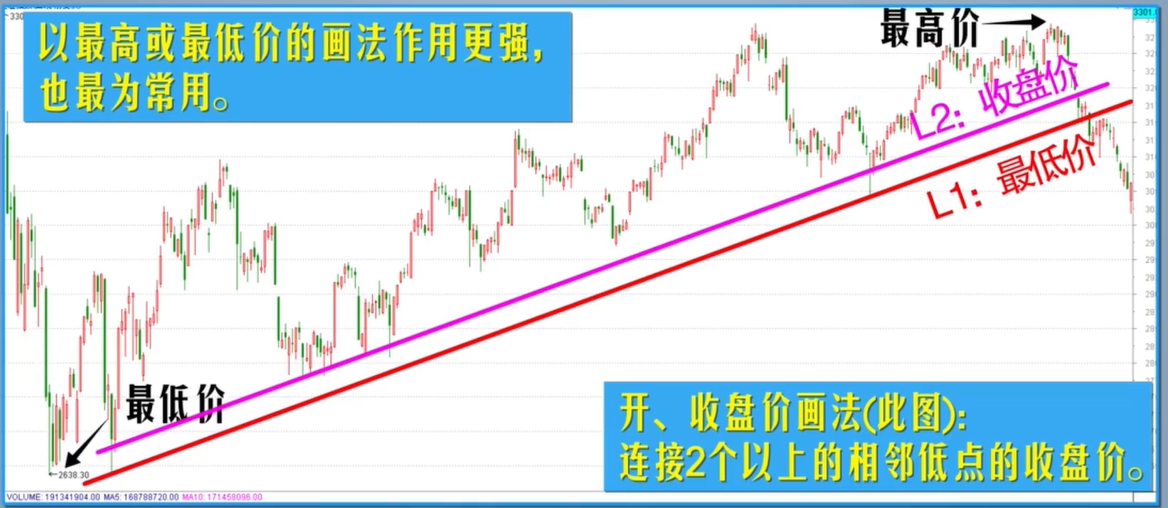 以最高或最低价的画法作用更强，
也最为常用。
最高价
3301.
L2：收盘价
L1：最低价
最低价
2638.30
开、收盘价画法(此图)：
连接2个以上的相邻低点的收盘价。
VOLUME: 191341904.00 MA5: 168788720.00 MA10: 171458096.00